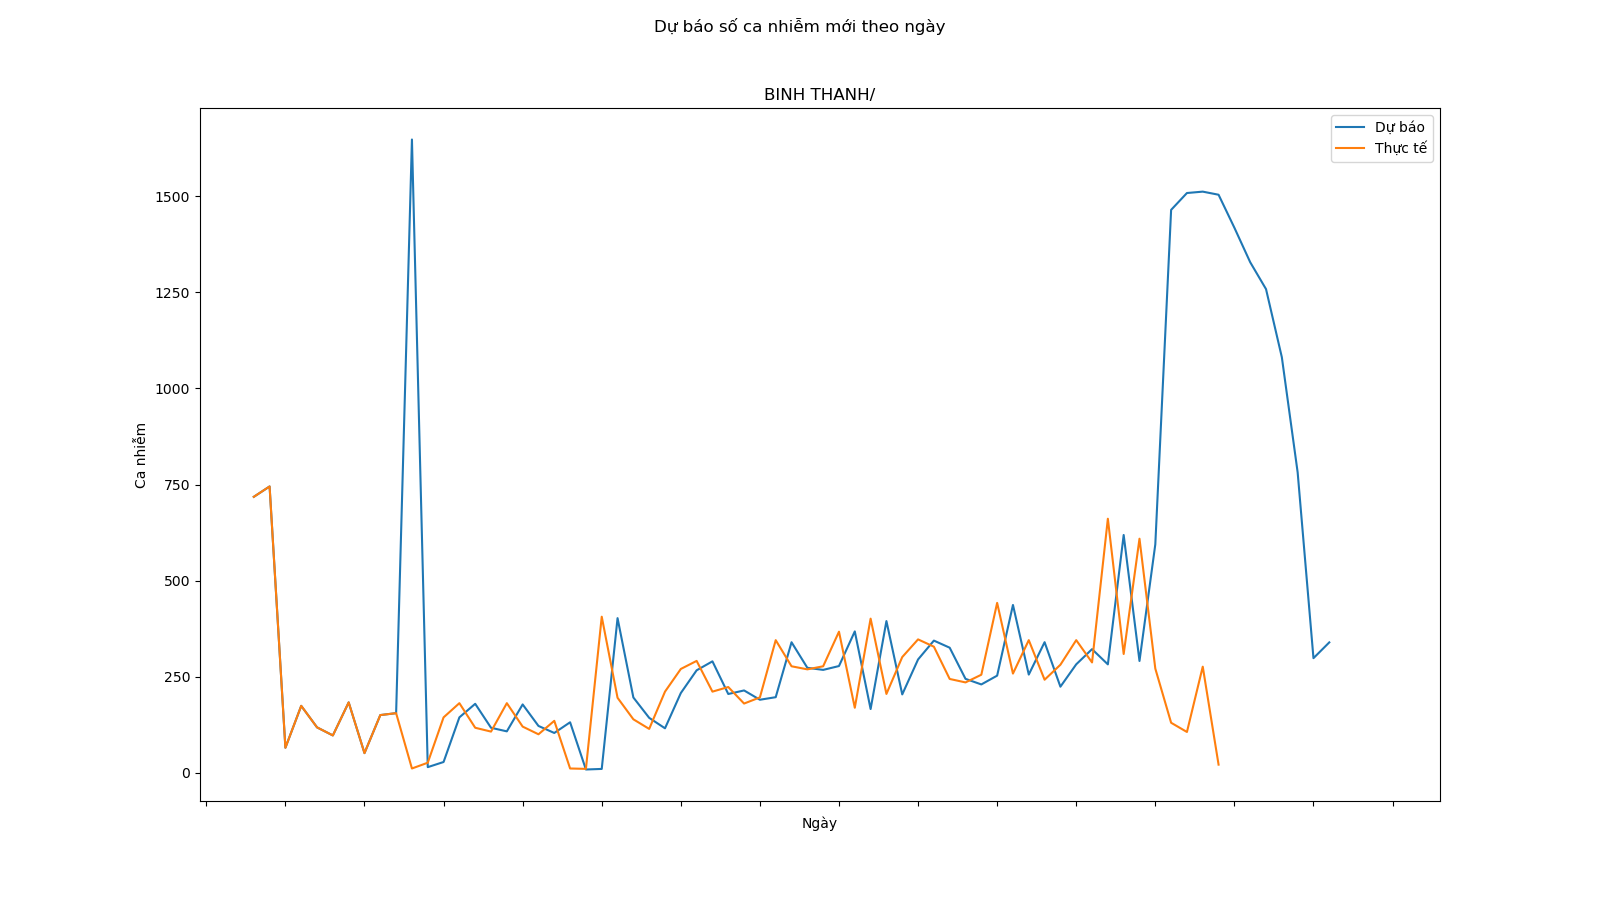 Dự báo số ca nhiễm mới theo ngày
BINH THANH/
Dự báo
Thực tế
1500
1250
1000
750
500
250
0
Ca nhiễm
Ngày